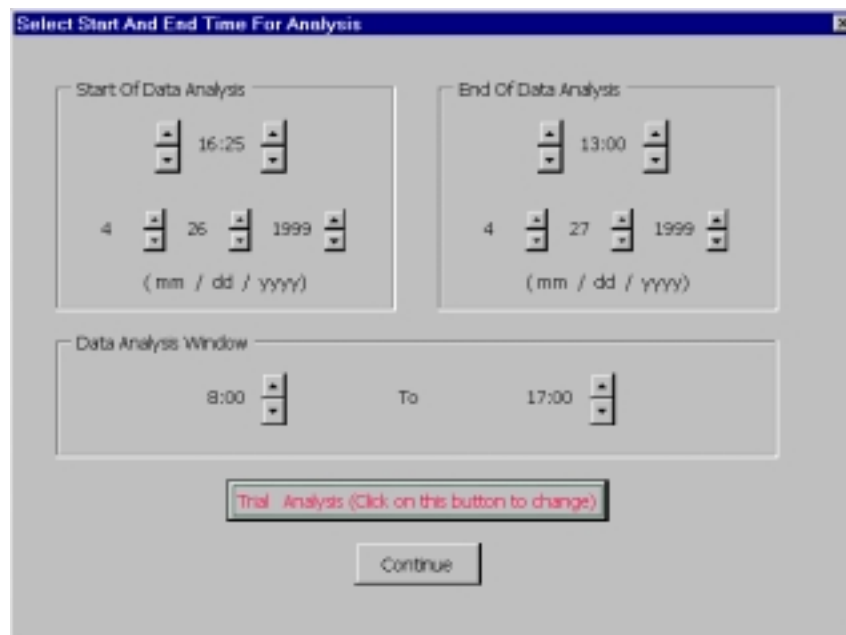 Select Start And End Time For Analysis
Start Of Data Analysis
16:25
4 26 1999
( mm / dd / yyyy)
End Of Data Analysis
13:00
4 27 1999
( mm / dd / yyyy)
Data Analysis Window
8:00 To 17:00
Trial Analysis (Click on this button to change)
Continue